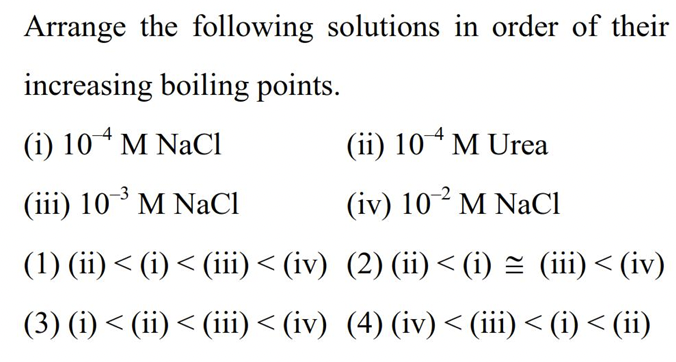 Arrange the following solutions in order of their
increasing boiling points.
(i) 10⁻⁴ M NaCl (ii) 10⁻⁴ M Urea
(iii) 10⁻³ M NaCl (iv) 10⁻² M NaCl
(1) (ii) < (i) < (iii) < (iv) (2) (ii) < (i) ≅ (iii) < (iv)
(3) (i) < (ii) < (iii) < (iv) (4) (iv) < (iii) < (i) < (ii)